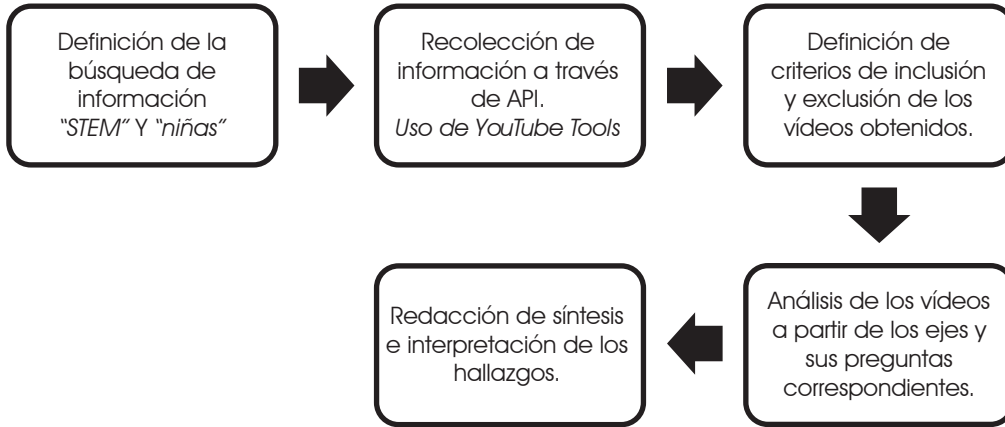 Definición de la
búsqueda de
información
“STEM” Y “niñas”
Recolección de
información a través
de API.
Uso de YouTube Tools
Definición de
criterios de inclusión
y exclusión de los
vídeos obtenidos.
Análisis de los vídeos
a partir de los ejes y
sus preguntas
correspondientes.
Redacción de síntesis
e interpretación de los
hallazgos.